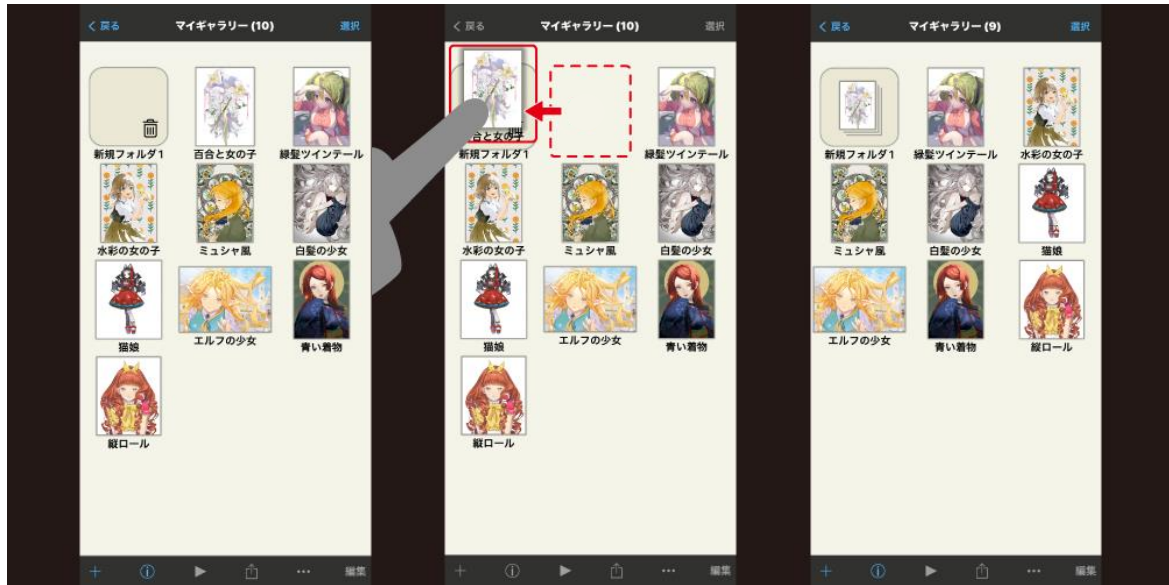 く 戻る マイギャラリー (10) 選択
新規フォルダ1 百合と女の子 緑髪ツインテール
水彩の女の子 ミュシャ風 白髪の少女
猫娘 エルフの少女 青い着物
縦ロール
編集
く 戻る マイギャラリー (10) 選択
百合と女の子
新規フォルダ1 緑髪ツインテール
水彩の女の子 ミュシャ風 白髪の少女
猫娘 エルフの少女 青い着物
縦ロール
編集
く 戻る マイギャラリー (9) 選択
新規フォルダ1 緑髪ツインテール 水彩の女の子
ミュシャ風 白髪の少女 猫娘
エルフの少女 青い着物 縦ロール
編集